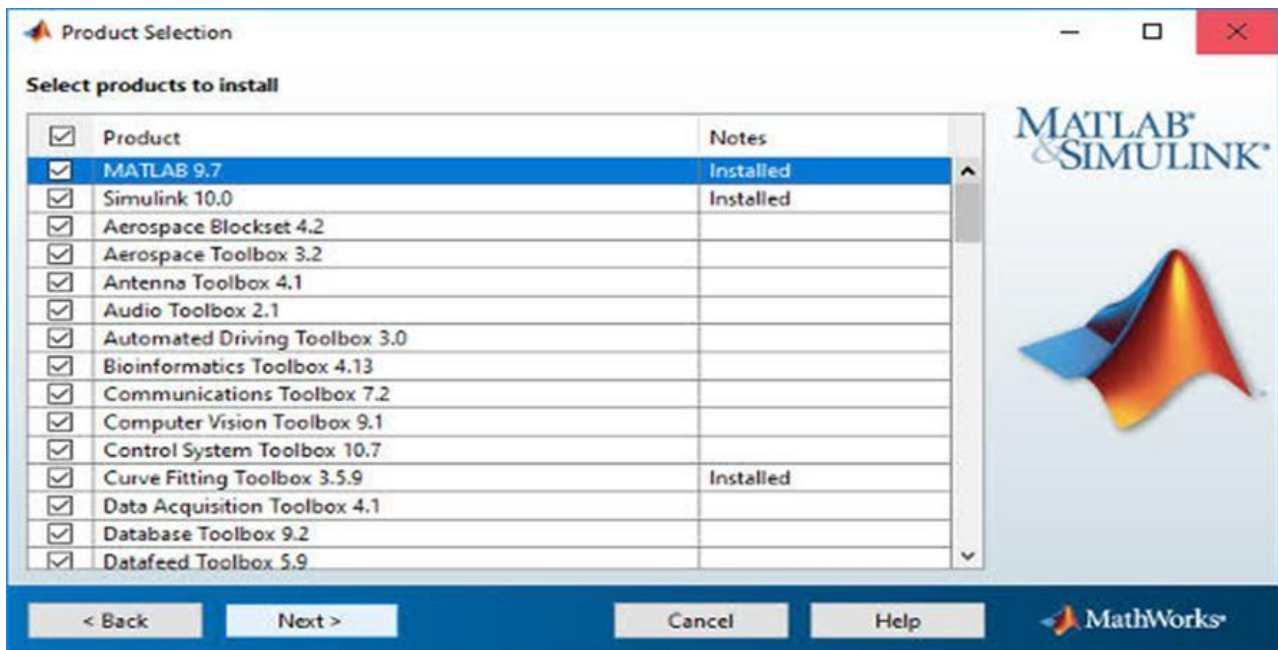 Product Selection
Select products to install
Product Notes
MATLAB 9.7 Installed
Simulink 10.0 Installed
Aerospace Blockset 4.2
Aerospace Toolbox 3.2
Antenna Toolbox 4.1
Audio Toolbox 2.1
Automated Driving Toolbox 3.0
Bioinformatics Toolbox 4.13
Communications Toolbox 7.2
Computer Vision Toolbox 9.1
Control System Toolbox 10.7
Curve Fitting Toolbox 3.5.9 Installed
Data Acquisition Toolbox 4.1
Database Toolbox 9.2
Datafeed Toolbox 5.9
MATLAB®
&SIMULINK®
< Back Next > Cancel Help MathWorks®